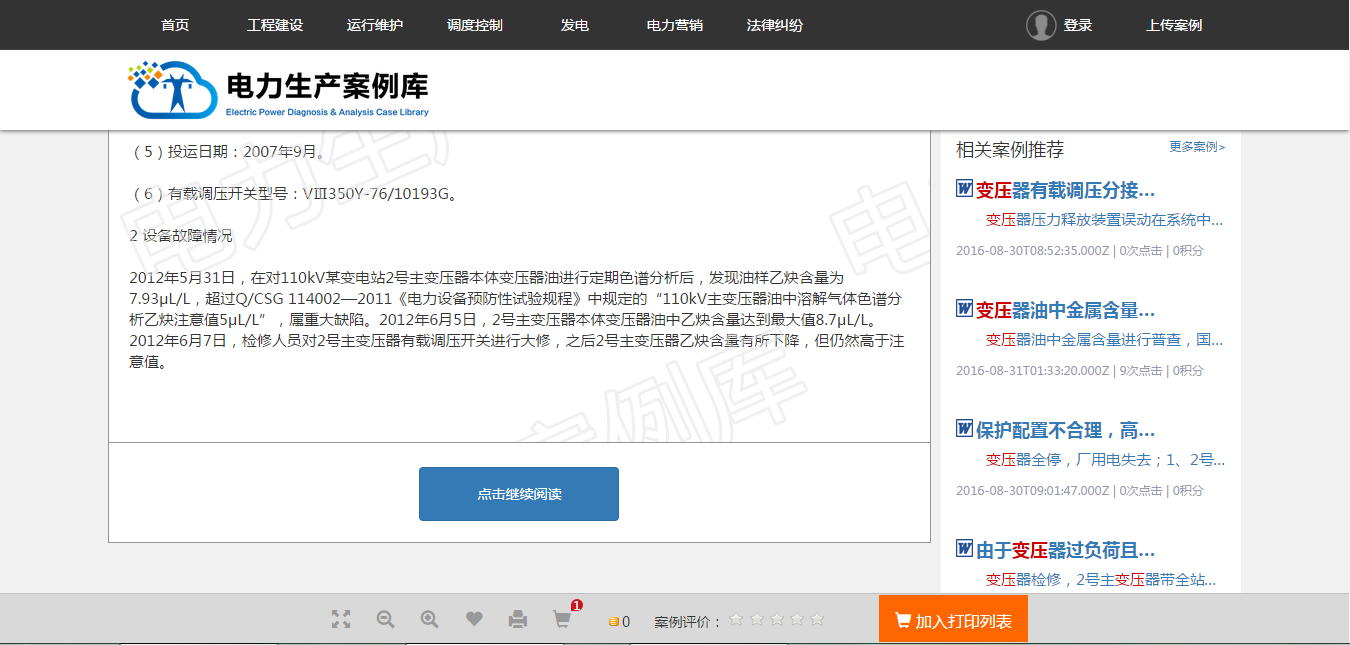 首页 工程建设 运行维护 调度控制 发电 电力营销 法律纠纷 登录 上传案例
电力生产案例库
Electric Power Diagnosis & Analysis Case Library
（5）投运日期：2007年9月。
（6）有载调压开关型号：VⅢ350Y-76/10193G。
2 设备故障情况
2012年5月31日，在对110kV某变电站2号主变压器本体变压器油进行定期色谱分析后，发现油样乙炔含量为
7.93μL/L，超过Q/CSG 114002—2011《电力设备预防性试验规程》中规定的“110kV主变压器油中溶解气体色谱分
析乙炔注意值5μL/L”，属重大缺陷。2012年6月5日，2号主变压器本体变压器油中乙炔含量达到最大值8.7μL/L。
2012年6月7日，检修人员对2号主变压器有载调压开关进行大修，之后2号主变压器乙炔含量有所下降，但仍然高于注
意值。
点击继续阅读
相关案例推荐 更多案例>
变压器有载调压分接...
变压器压力释放装置误动在系统中...
2016-08-30T08:52:35.000Z | 0次点击 | 0积分
变压器油中金属含量...
变压器油中金属含量进行普查，国...
2016-08-31T01:33:20.000Z | 9次点击 | 0积分
保护配置不合理，高...
变压器全停，厂用电失去；1、2号...
2016-08-30T09:01:47.000Z | 0次点击 | 0积分
由于变压器过负荷且...
变压器检修，2号主变压器带全站...
1
0 案例评价： 加入打印列表
电力生产
电
案例库